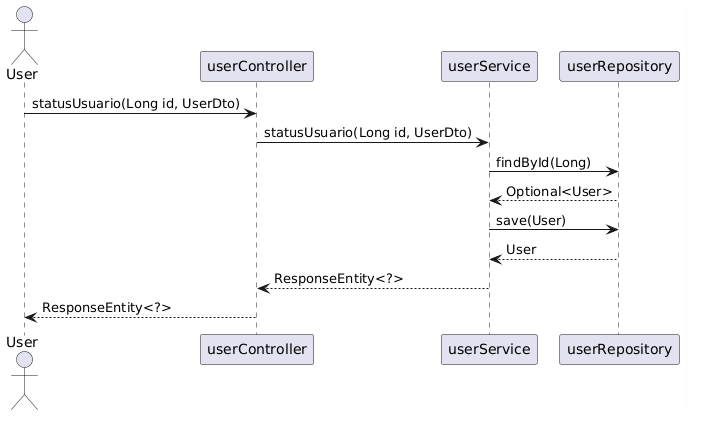 User
userController
userService
userRepository
statusUsuario(Long id, UserDto)
statusUsuario(Long id, UserDto)
findById(Long)
Optional<User>
save(User)
User
ResponseEntity<?>
ResponseEntity<?>
User
userController
userService
userRepository